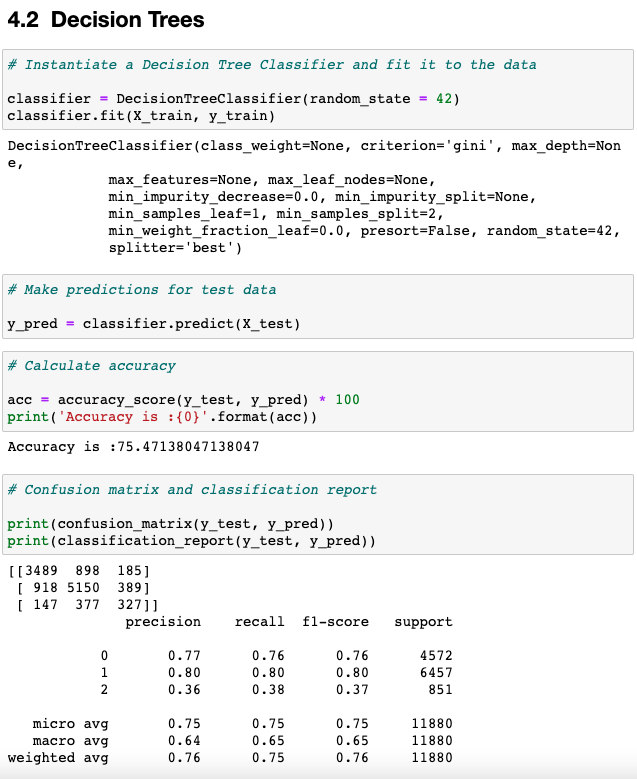 4.2 Decision Trees
# Instantiate a Decision Tree Classifier and fit it to the data
classifier = DecisionTreeClassifier(random_state = 42)
classifier.fit(X_train, y_train)
DecisionTreeClassifier(class_weight=None, criterion='gini', max_depth=Non
e,
            max_features=None, max_leaf_nodes=None,
            min_impurity_decrease=0.0, min_impurity_split=None,
            min_samples_leaf=1, min_samples_split=2,
            min_weight_fraction_leaf=0.0, presort=False, random_state=42,
            splitter='best')
# Make predictions for test data
y_pred = classifier.predict(X_test)
# Calculate accuracy
acc = accuracy_score(y_test, y_pred) * 100
print('Accuracy is :{0}'.format(acc))
Accuracy is :75.47138047138047
# Confusion matrix and classification report
print(confusion_matrix(y_test, y_pred))
print(classification_report(y_test, y_pred))
[[3489  898  185]
 [ 918 5150  389]
 [ 147  377  327]]
              precision    recall  f1-score   support
           0       0.77      0.76      0.76      4572
           1       0.80      0.80      0.80      6457
           2       0.36      0.38      0.37       851
   micro avg       0.75      0.75      0.75     11880
   macro avg       0.64      0.65      0.65     11880
weighted avg       0.76      0.75      0.76     11880